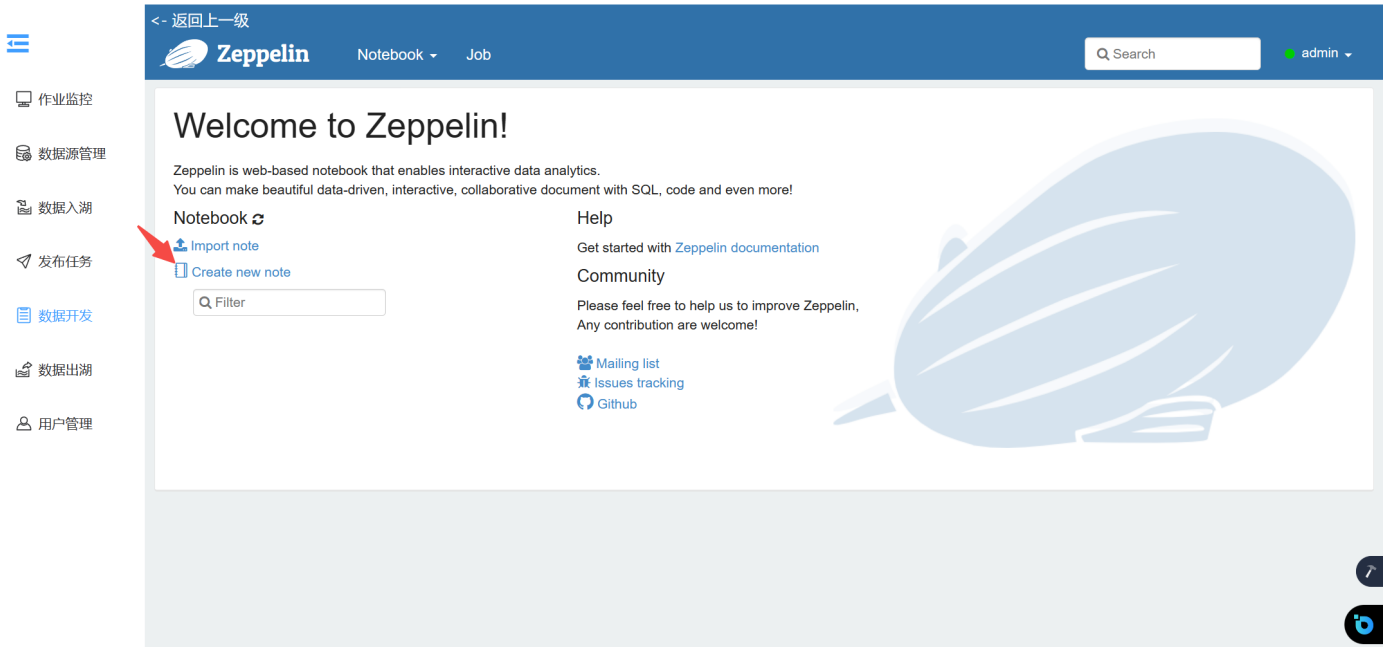 <- 返回上一级
Zeppelin
Notebook
Job
Search
admin
作业监控
数据源管理
数据入湖
发布任务
数据开发
数据出湖
用户管理
Welcome to Zeppelin!
Zeppelin is web-based notebook that enables interactive data analytics.
You can make beautiful data-driven, interactive, collaborative document with SQL, code and even more!
Notebook
Import note
Create new note
Filter
Help
Get started with Zeppelin documentation
Community
Please feel free to help us to improve Zeppelin,
Any contribution are welcome!
Mailing list
Issues tracking
Github